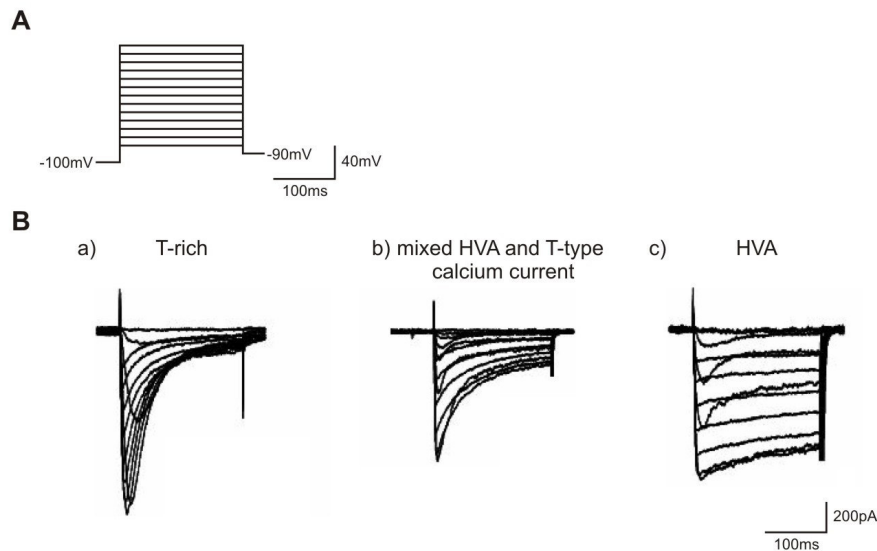 A
-100mV
-90mV
40mV
100ms
B
a) T-rich
b) mixed HVA and T-type
calcium current
c) HVA
200pA
100ms